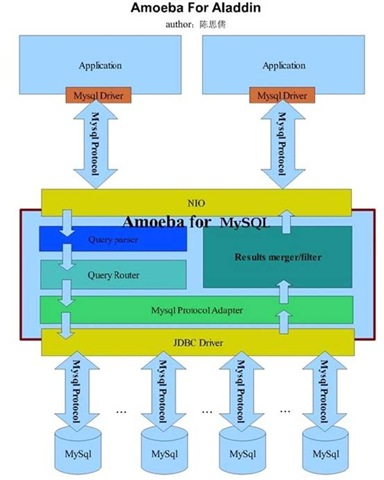 Amoeba For Aladdin
author: 陈思儒
Application
Application
Mysql Driver
Mysql Driver
Mysql Protocol
Mysql Protocol
NIO
Amoeba for MySQL
Query parser
Results merger/filter
Query Router
Mysql Protocol Adapter
JDBC Driver
Mysql Protocol
Mysql Protocol
Mysql Protocol
Mysql Protocol
...
...
...
MySql
MySql
MySql
MySql